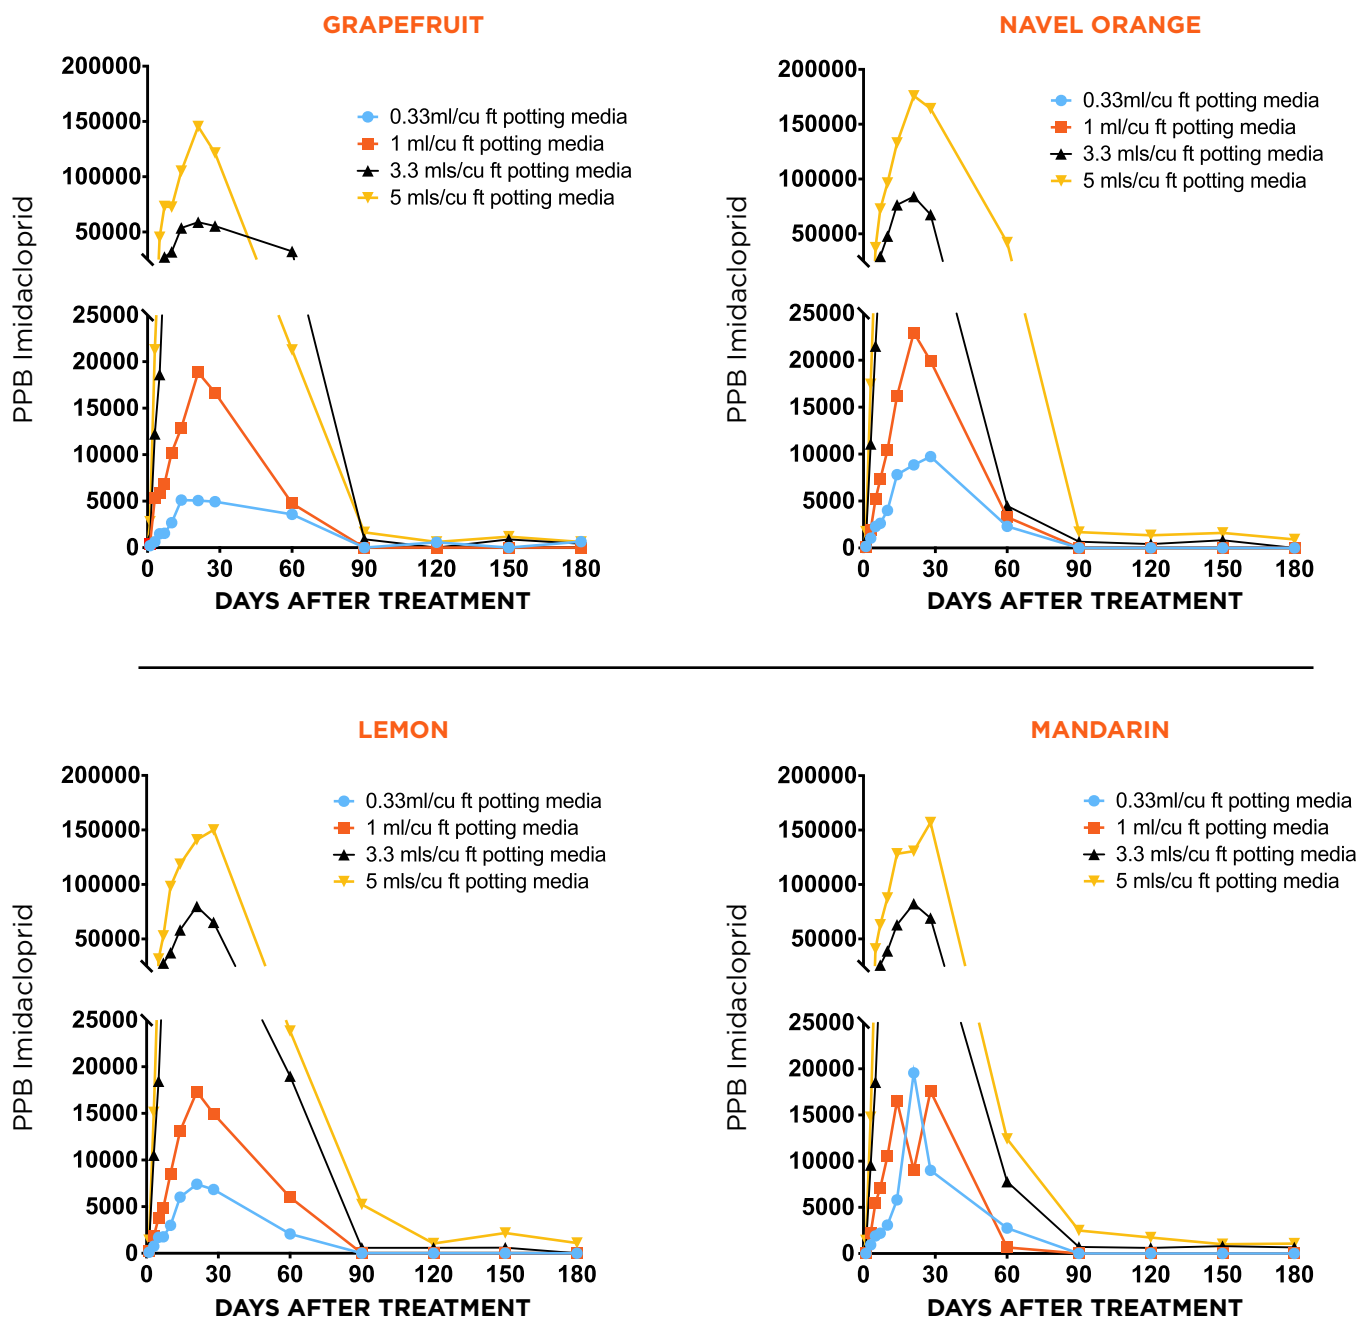 GRAPEFRUIT
200000
150000
100000
50000
25000
20000
15000
10000
5000
0
PPB Imidacloprid
0.33ml/cu ft potting media
1 ml/cu ft potting media
3.3 mls/cu ft potting media
5 mls/cu ft potting media
0 30 60 90 120 150 180
DAYS AFTER TREATMENT
NAVEL ORANGE
200000
150000
100000
50000
25000
20000
15000
10000
5000
0
PPB Imidacloprid
0.33ml/cu ft potting media
1 ml/cu ft potting media
3.3 mls/cu ft potting media
5 mls/cu ft potting media
0 30 60 90 120 150 180
DAYS AFTER TREATMENT
LEMON
200000
150000
100000
50000
25000
20000
15000
10000
5000
0
PPB Imidacloprid
0.33ml/cu ft potting media
1 ml/cu ft potting media
3.3 mls/cu ft potting media
5 mls/cu ft potting media
0 30 60 90 120 150 180
DAYS AFTER TREATMENT
MANDARIN
200000
150000
100000
50000
25000
20000
15000
10000
5000
0
PPB Imidacloprid
0.33ml/cu ft potting media
1 ml/cu ft potting media
3.3 mls/cu ft potting media
5 mls/cu ft potting media
0 30 60 90 120 150 180
DAYS AFTER TREATMENT